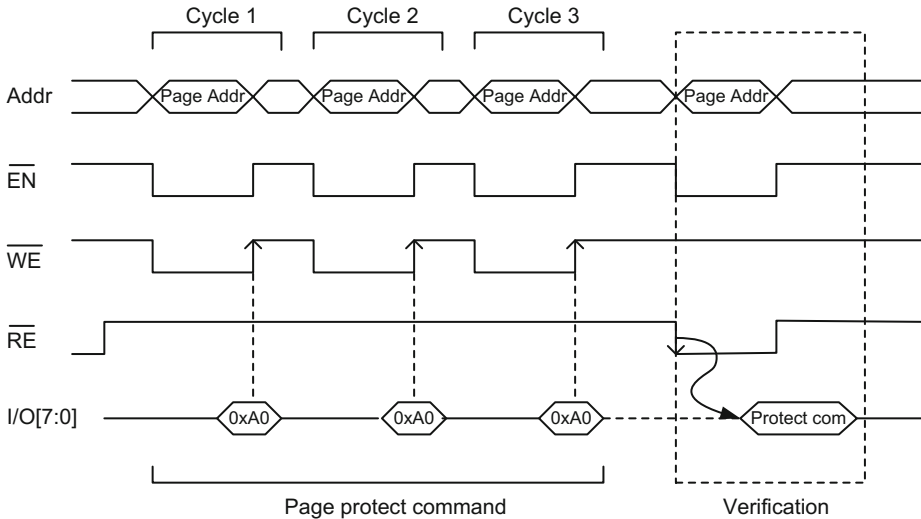 Cycle 1 Cycle 2 Cycle 3
Addr Page Addr Page Addr Page Addr Page Addr
EN
WE
RE
I/O[7:0] 0xA0 0xA0 0xA0 Protect com
Page protect command Verification